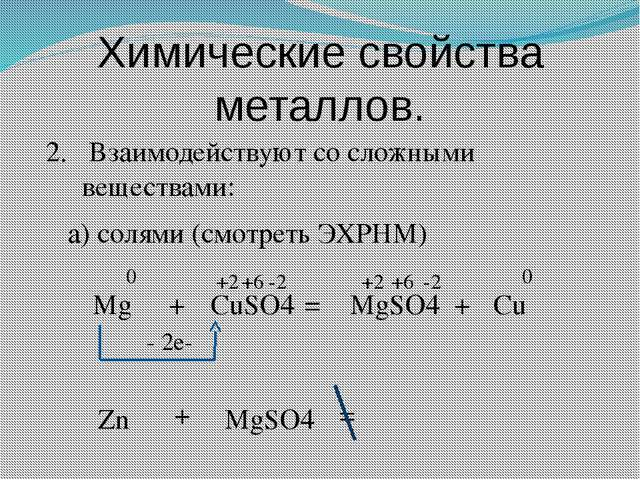 Химические свойства
металлов.
2. Взаимодействуют со сложными
веществами:
а) солями (смотреть ЭХРНМ)
0 +2 +6 -2 +2 +6 -2 0
Mg + CuSO4 = MgSO4 + Cu
- 2e-
Zn + MgSO4 =